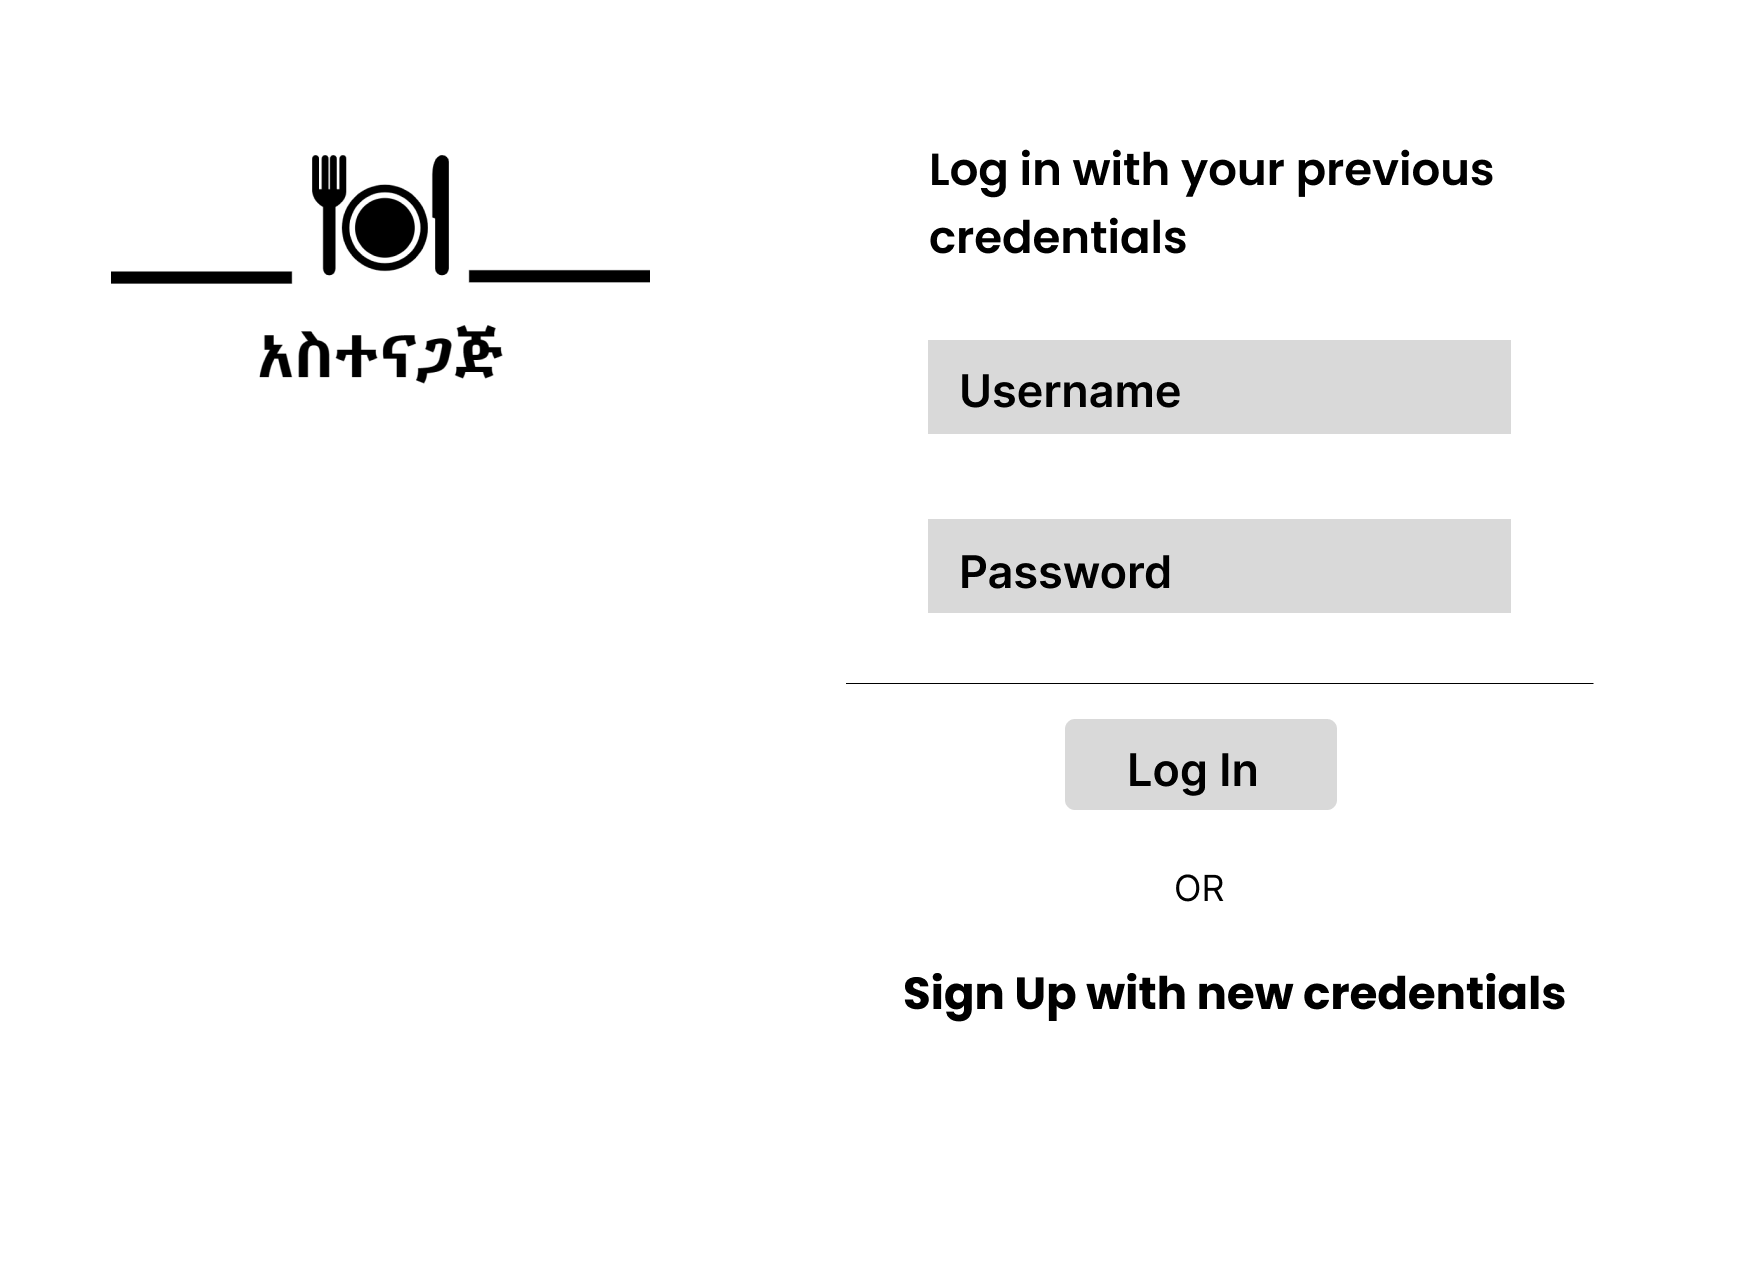 አስተናጋጅ
Log in with your previous
credentials
Username
Password
Log In
OR
Sign Up with new credentials